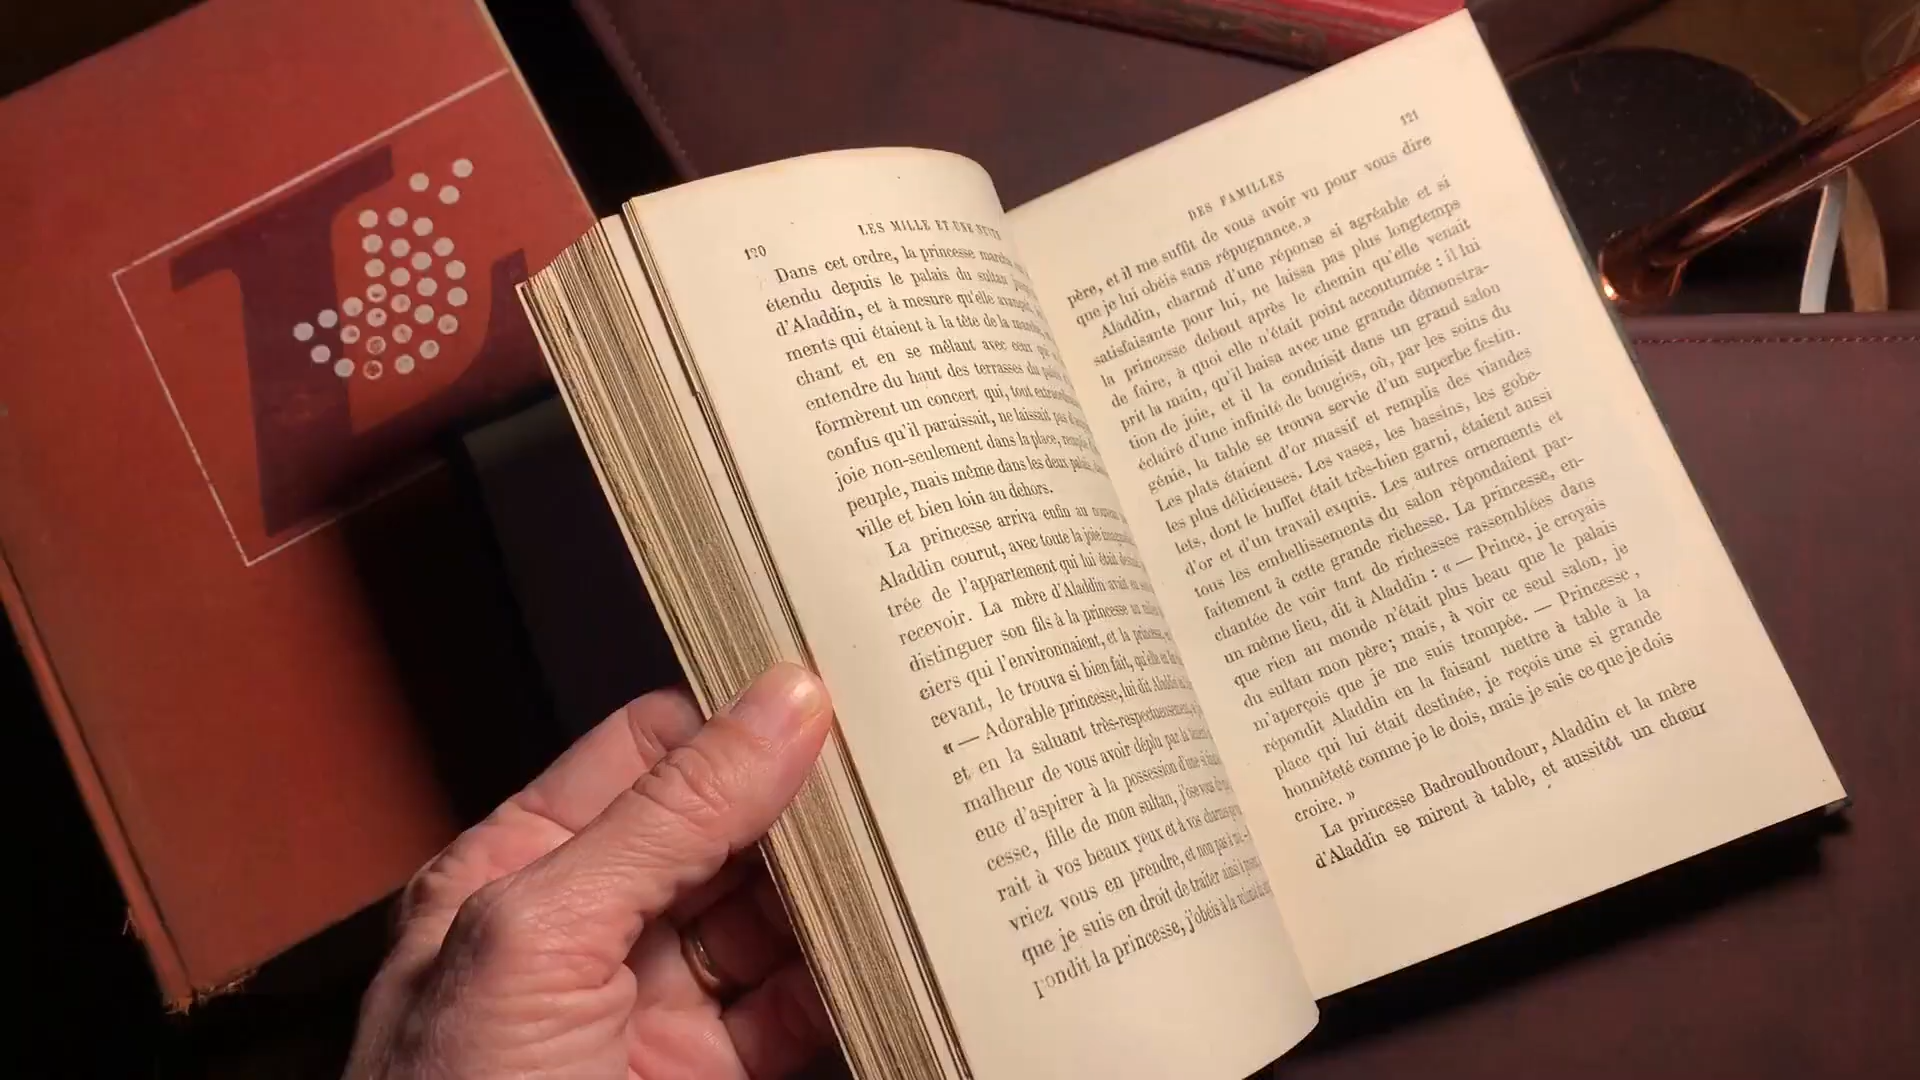 120
LES MILLE ET UNE NUITS
Dans cet ordre, la princesse marcha
étendu depuis le palais du sultan
d'Aladdin, et à mesure qu'elle avançait,
ments qui étaient à la tête de la marche,
chant et en se mêlant avec ceux qui
entendre du haut des terrasses du palais
formèrent un concert qui, tout extraordinaire
confus qu'il paraissait, ne laissait pas
joie non-seulement dans la place,
peuple, mais même dans les deux palais,
ville et bien loin au dehors.
La princesse arriva enfin au nouveau
Aladdin courut, avec toute la joie
trée de l'appartement qui lui était
recevoir. La mère d'Aladdin avait
distinguer son fils à la princesse au milieu
ciers qui l'environnaient, et la princesse,
cevant, le trouva si bien fait, qu'elle en
« — Adorable princesse, lui dit Aladdin
et en la saluant très-respectueusement,
malheur de vous avoir déplu par la
eue d'aspirer à la possession d'une si
cesse, fille de mon sultan, j'ose vous
rait à vos beaux yeux et à vos charmes
vriez vous en prendre, et non pas à
que je suis en droit de traiter ainsi
pondit la princesse, j'obéis à la volonté
121
DES FAMILLES
père, et il me suffit de vous avoir vu pour vous dire
que je lui obéis sans répugnance. »
Aladdin, charmé d'une réponse si agréable et si
satisfaisante pour lui, ne laissa pas plus longtemps
la princesse debout après le chemin qu'elle venait
de faire, à quoi elle n'était point accoutumée : il lui
prit la main, qu'il baisa avec une grande démonstra-
tion de joie, et il la conduisit dans un grand salon
éclairé d'une infinité de bougies, où, par les soins du
génie, la table se trouva servie d'un superbe festin.
Les plats étaient d'or massif et remplis des viandes
les plus délicieuses. Les vases, les bassins, les gobe-
lets, dont le buffet était très-bien garni, étaient aussi
d'or et d'un travail exquis. Les autres ornements et
tous les embellissements du salon répondaient par-
faitement à cette grande richesse. La princesse, en-
chantée de voir tant de richesses rassemblées dans
un même lieu, dit à Aladdin : « — Prince, je croyais
que rien au monde n'était plus beau que le palais
du sultan mon père; mais, à voir ce seul salon, je
m'aperçois que je me suis trompée. — Princesse,
répondit Aladdin en la faisant mettre à table à la
place qui lui était destinée, je reçois une si grande
honnêteté comme je le dois, mais je sais ce que je dois
croire. »
La princesse Badroulbondour, Aladdin et la mère
d'Aladdin se mirent à table, et aussitôt un chœur
L